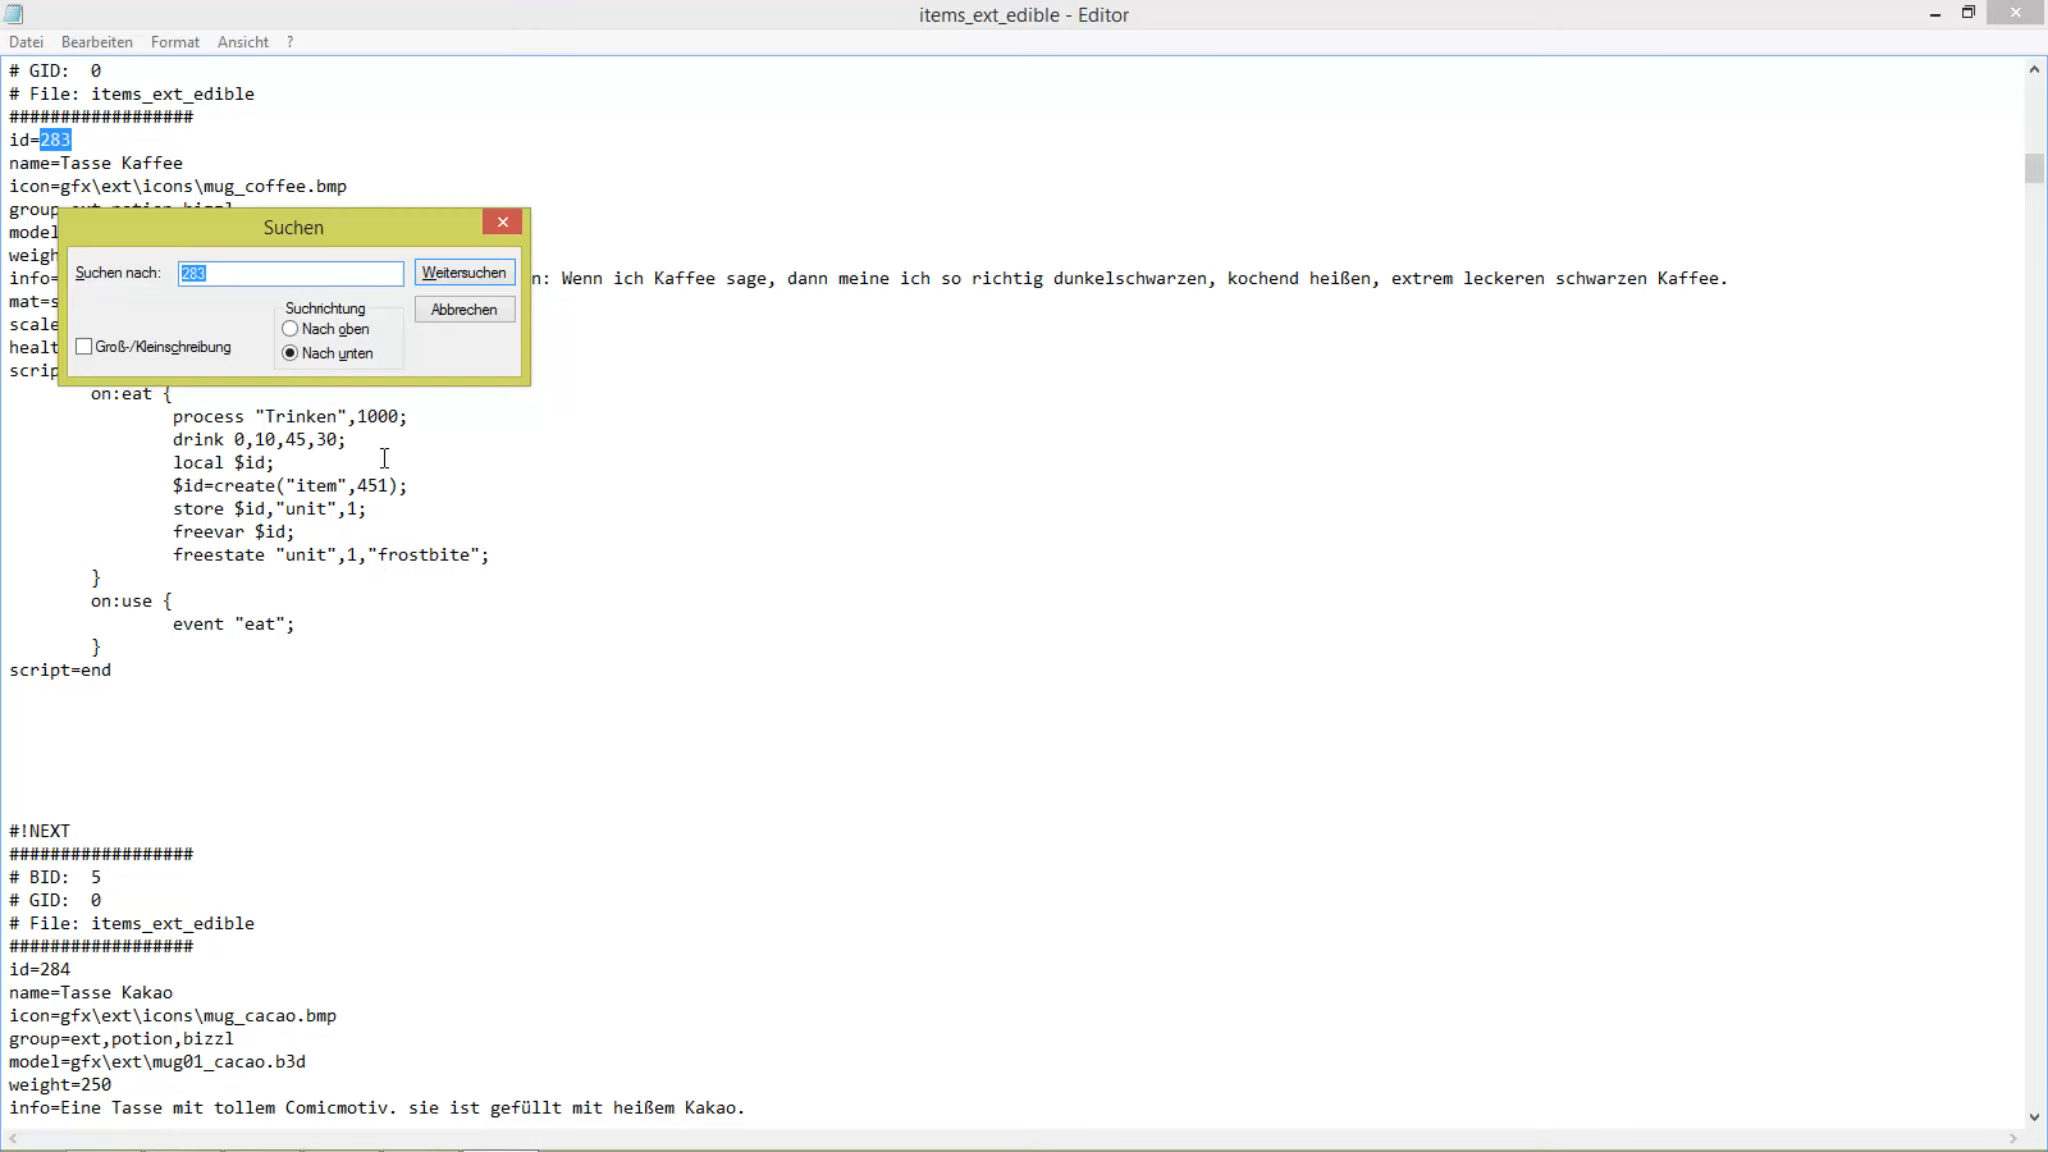 items_ext_edible - Editor
Datei Bearbeiten Format Ansicht ?
# GID:  0
# File: items_ext_edible
##################
id=283
name=Tasse Kaffee
icon=gfx\ext\icons\mug_coffee.bmp
group
model
weigh
info=
n: Wenn ich Kaffee sage, dann meine ich so richtig dunkelschwarzen, kochend heißen, extrem leckeren schwarzen Kaffee.
mat=s
scale
healt
scrip
Suchen
Suchen nach: 283 Weitersuchen
Suchrichtung Abbrechen
Nach oben
Groß-/Kleinschreibung Nach unten
on:eat {
process "Trinken",1000;
drink 0,10,45,30;
local $id;
$id=create("item",451);
store $id,"unit",1;
freevar $id;
freestate "unit",1,"frostbite";
}
on:use {
event "eat";
}
script=end
#!NEXT
##################
# BID:  5
# GID:  0
# File: items_ext_edible
##################
id=284
name=Tasse Kakao
icon=gfx\ext\icons\mug_cacao.bmp
group=ext,potion,bizzl
model=gfx\ext\mug01_cacao.b3d
weight=250
info=Eine Tasse mit tollem Comicmotiv. sie ist gefüllt mit heißem Kakao.